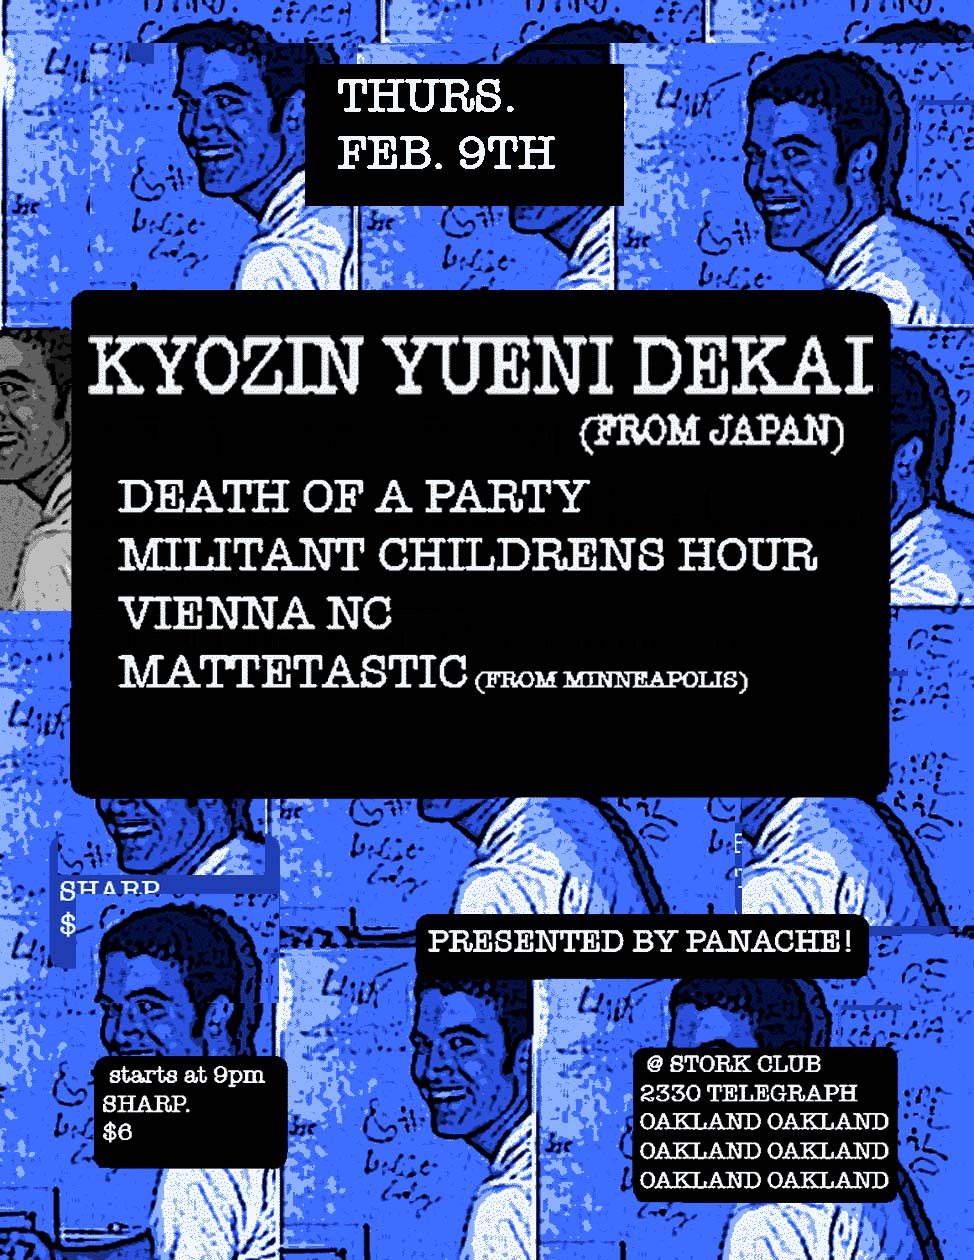 THURS.
FEB. 9TH
KYOZIN YUENI DEKAI
(FROM JAPAN)
DEATH OF A PARTY
MILITANT CHILDRENS HOUR
VIENNA NC
MATTETASTIC (FROM MINNEAPOLIS)
SHARP
$
PRESENTED BY PANACHE!
starts at 9pm
SHARP.
$6
@ STORK CLUB
2330 TELEGRAPH
OAKLAND OAKLAND
OAKLAND OAKLAND
OAKLAND OAKLAND